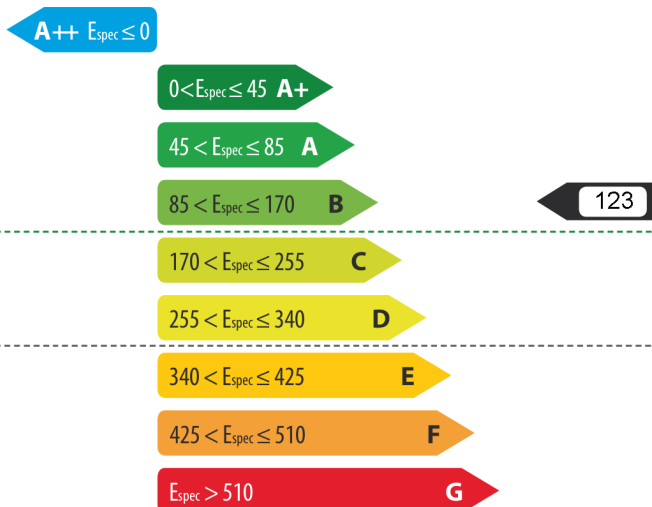 A++ Espec ≤ 0
0<Espec ≤ 45 A+
45 < Espec ≤ 85 A
85 < Espec ≤ 170 B
123
170 < Espec ≤ 255 C
255 < Espec ≤ 340 D
340 < Espec ≤ 425 E
425 < Espec ≤ 510 F
Espec > 510 G